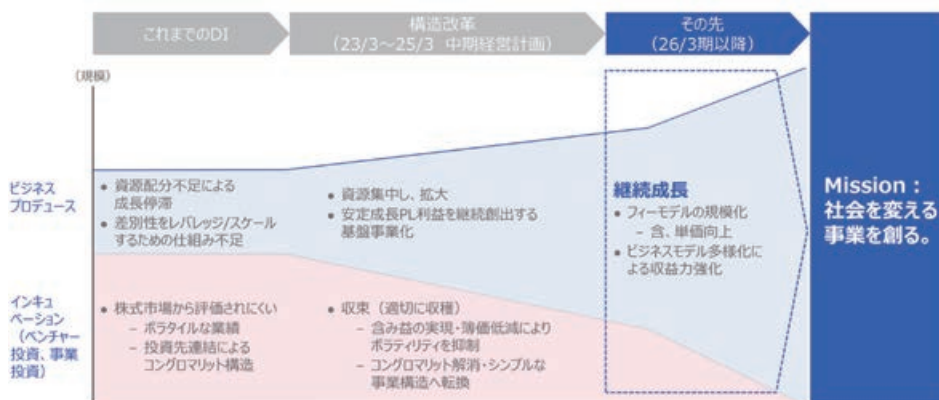 これまでのDI
構造改革
（23/3～25/3 中期経営計画）
その先
（26/3期以降）
（規模）
ビジネス
プロデュース
● 資源配分不足による
成長停滞
● 差別性をレバレッジ/スケール
するための仕組み不足
● 資源集中し、拡大
● 安定成長PL利益を継続創出する
基盤事業化
継続成長
● フィーモデルの規模化
– 含、単価向上
● ビジネスモデル多様化に
よる収益力強化
Mission：
社会を変える
事業を創る。
インキュ
ベーション
（ベンチャー
投資、事業
投資）
● 株式市場から評価されにくい
– ボラタイルな業績
– 投資先連結による
コングロマリット構造
● 収束（適切に収穫）
– 含み益の実現・簿価低減により
ボラティリティを抑制
– コングロマリット解消・シンプルな
事業構造へ転換